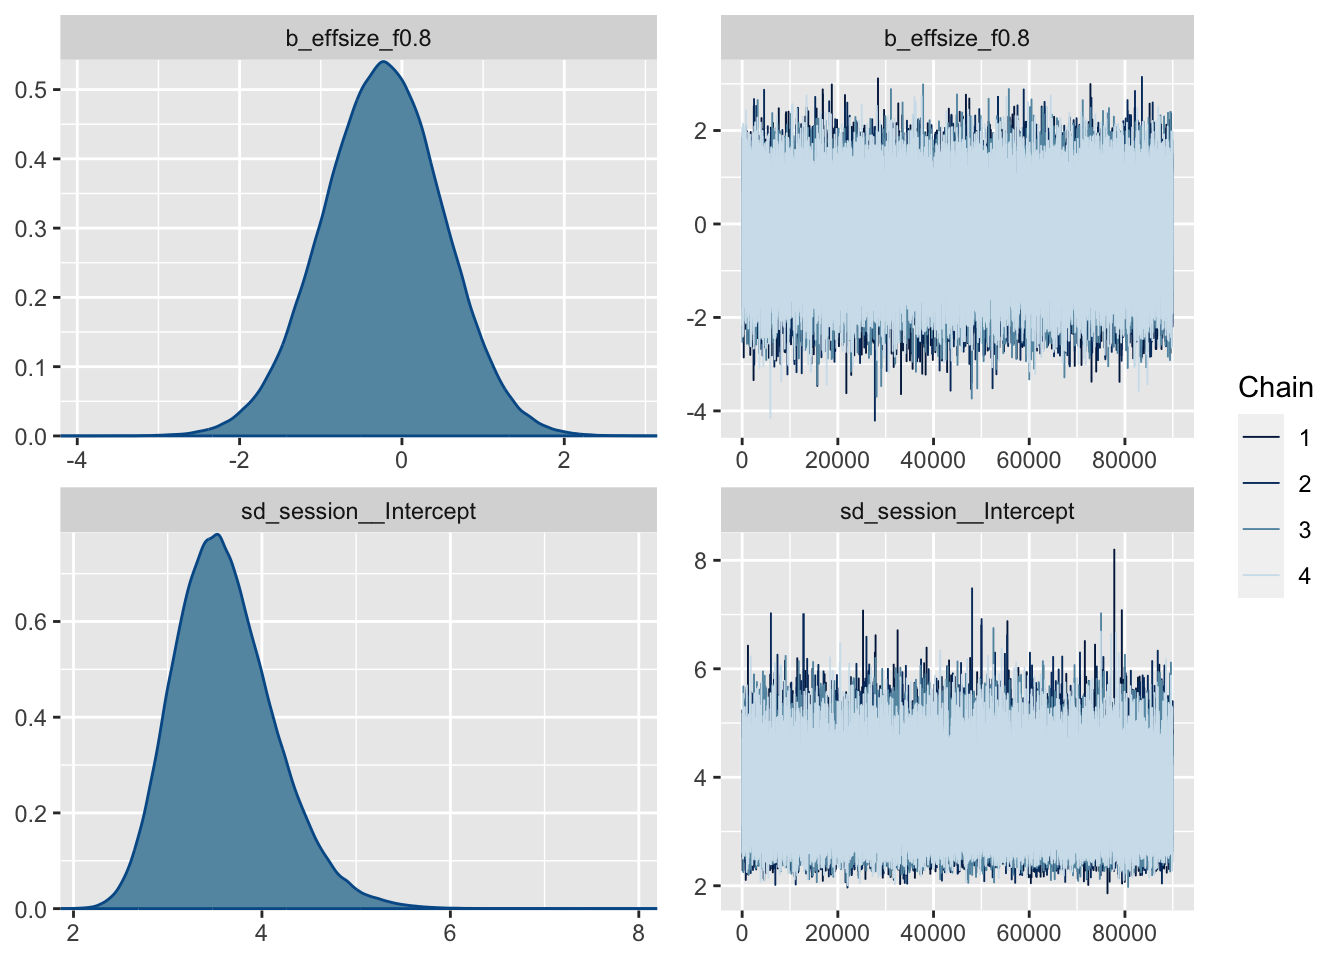 b_effsize_f0.8
0.5
0.4
0.3
0.2
0.1
0.0
-4 -2 0 2
b_effsize_f0.8
2
0
-2
-4
0 20000 40000 60000 80000
sd_session__Intercept
0.6
0.4
0.2
0.0
2 4 6 8
sd_session__Intercept
8
6
4
2
0 20000 40000 60000 80000
Chain
1
2
3
4